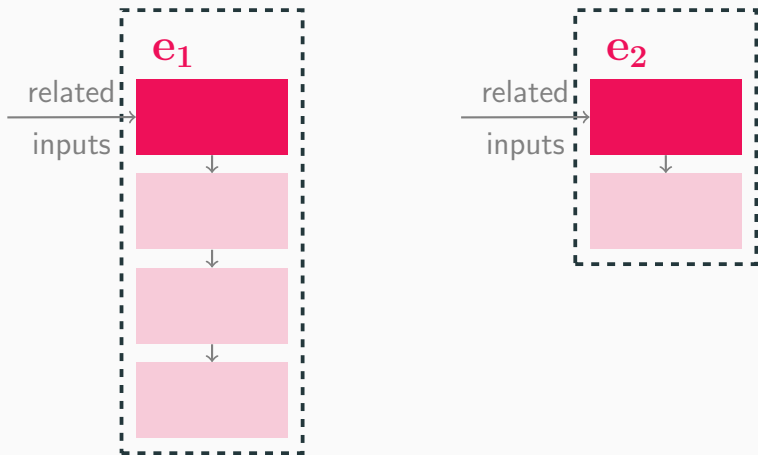 e₁
related
inputs
e₂
related
inputs